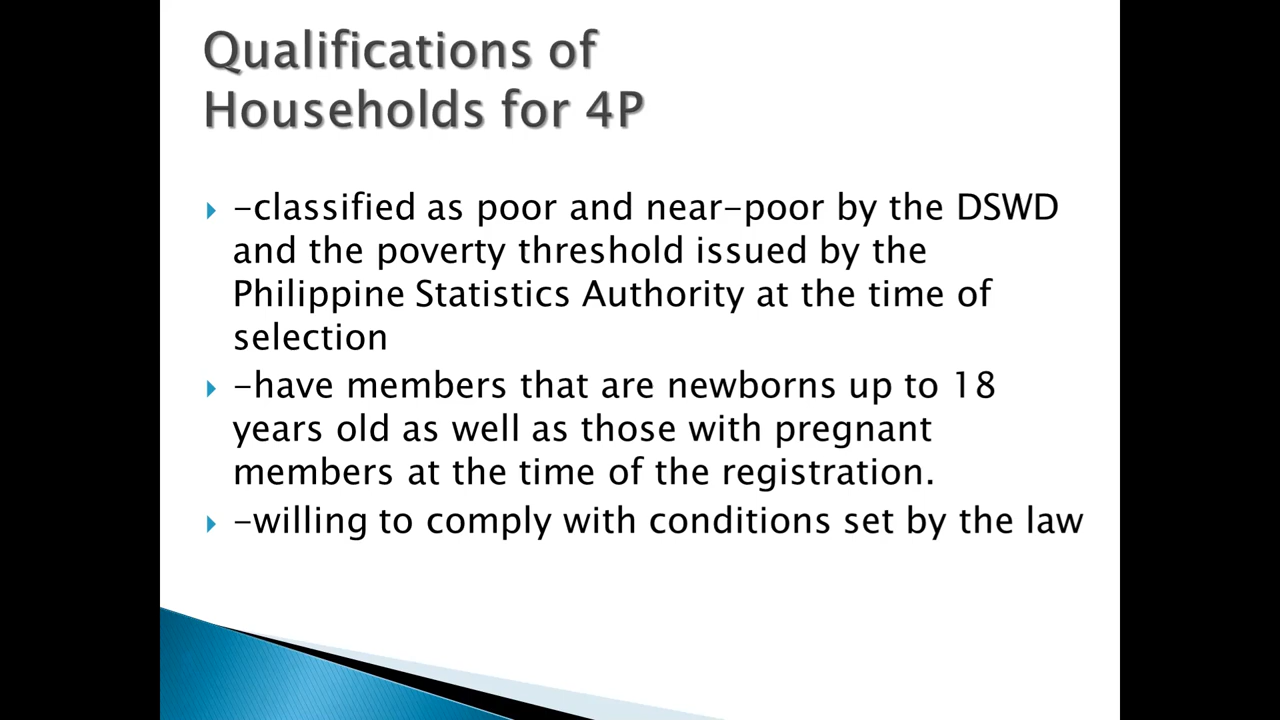 Qualifications of
Households for 4P
-classified as poor and near-poor by the DSWD
and the poverty threshold issued by the
Philippine Statistics Authority at the time of
selection
-have members that are newborns up to 18
years old as well as those with pregnant
members at the time of the registration.
-willing to comply with conditions set by the law